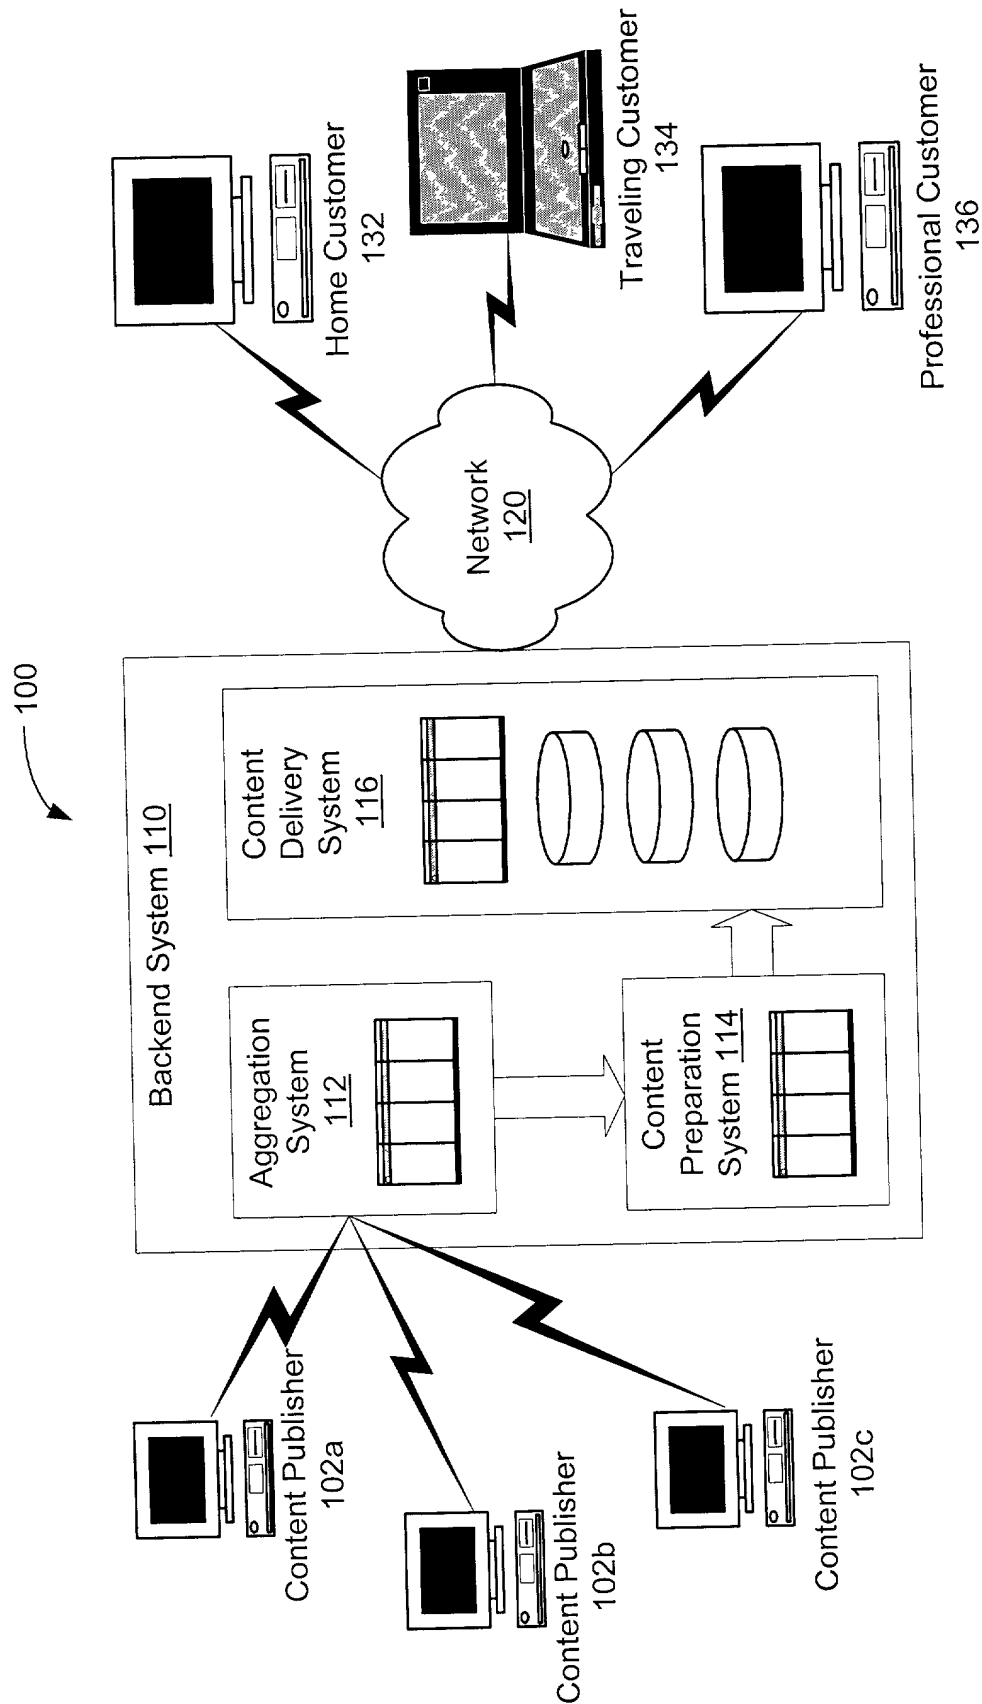 100
Backend System 110
Aggregation
System
112
Content
Preparation
System 114
Content
Delivery
System
116
Network
120
Content Publisher
102a
Content Publisher
102b
Content Publisher
102c
Home Customer
132
Traveling Customer
134
Professional Customer
136